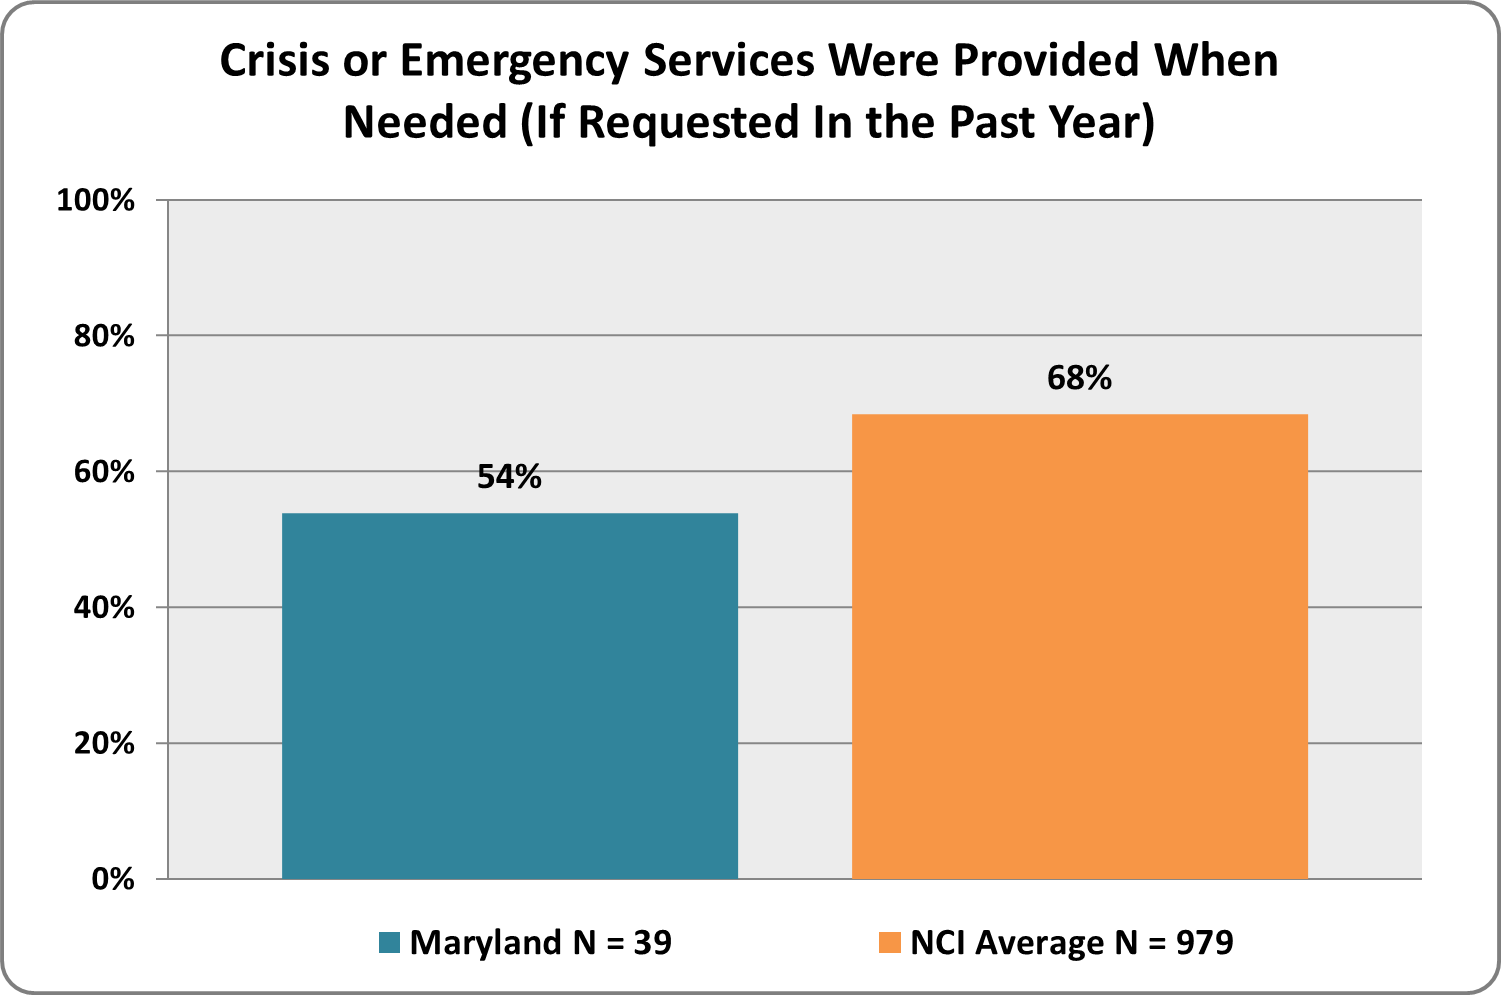 Crisis or Emergency Services Were Provided When
Needed (If Requested In the Past Year)
100%
80%
68%
60%
54%
40%
20%
0%
Maryland N = 39
NCI Average N = 979